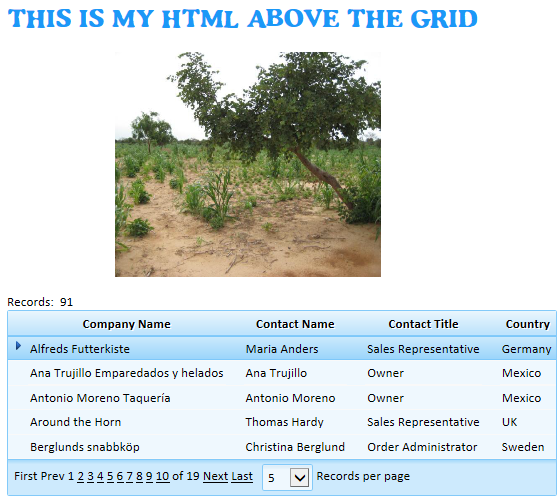 THIS IS MY HTML ABOVE THE GRID
Records: 91
Company Name Contact Name Contact Title Country
Alfreds Futterkiste Maria Anders Sales Representative Germany
Ana Trujillo Emparedados y helados Ana Trujillo Owner Mexico
Antonio Moreno Taquería Antonio Moreno Owner Mexico
Around the Horn Thomas Hardy Sales Representative UK
Berglunds snabbköp Christina Berglund Order Administrator Sweden
First Prev 1 2 3 4 5 6 7 8 9 10 of 19 Next Last 5 Records per page